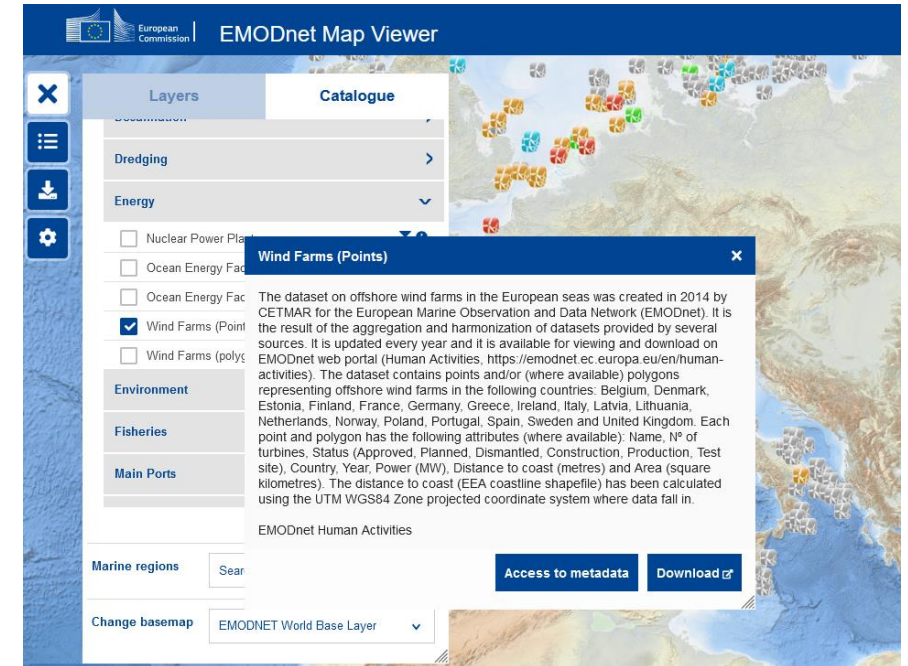 European
Commission
EMODnet Map Viewer
Layers
Catalogue
Dredging
Energy
Nuclear Power
Ocean Energy
Ocean Energy
Wind Farms
Wind Farms
Environment
Fisheries
Main Ports
Marine regions
Change basemap
EMODNET World Base Layer
Wind Farms (Points)
The dataset on offshore wind farms in the European seas was created in 2014 by
CETMAR for the European Marine Observation and Data Network (EMODnet). It is
the result of the aggregation and harmonization of datasets provided by several
sources. It is updated every year and it is available for viewing and download on
EMODnet web portal (Human Activities, https://emodnet.ec.europa.eu/en/human-
activities). The dataset contains points and/or (where available) polygons
representing offshore wind farms in the following countries: Belgium, Denmark,
Estonia, Finland, France, Germany, Greece, Ireland, Italy, Latvia, Lithuania,
Netherlands, Norway, Poland, Portugal, Spain, Sweden and United Kingdom. Each
point and polygon has the following attributes (where available): Name, Nº of
turbines, Status (Approved, Planned, Dismantled, Construction, Production, Test
site), Country, Year, Power (MW), Distance to coast (metres) and Area (square
kilometres). The distance to coast (EEA coastline shapefile) has been calculated
using the UTM WGS84 Zone projected coordinate system where data fall in.
EMODnet Human Activities
Access to metadata
Download